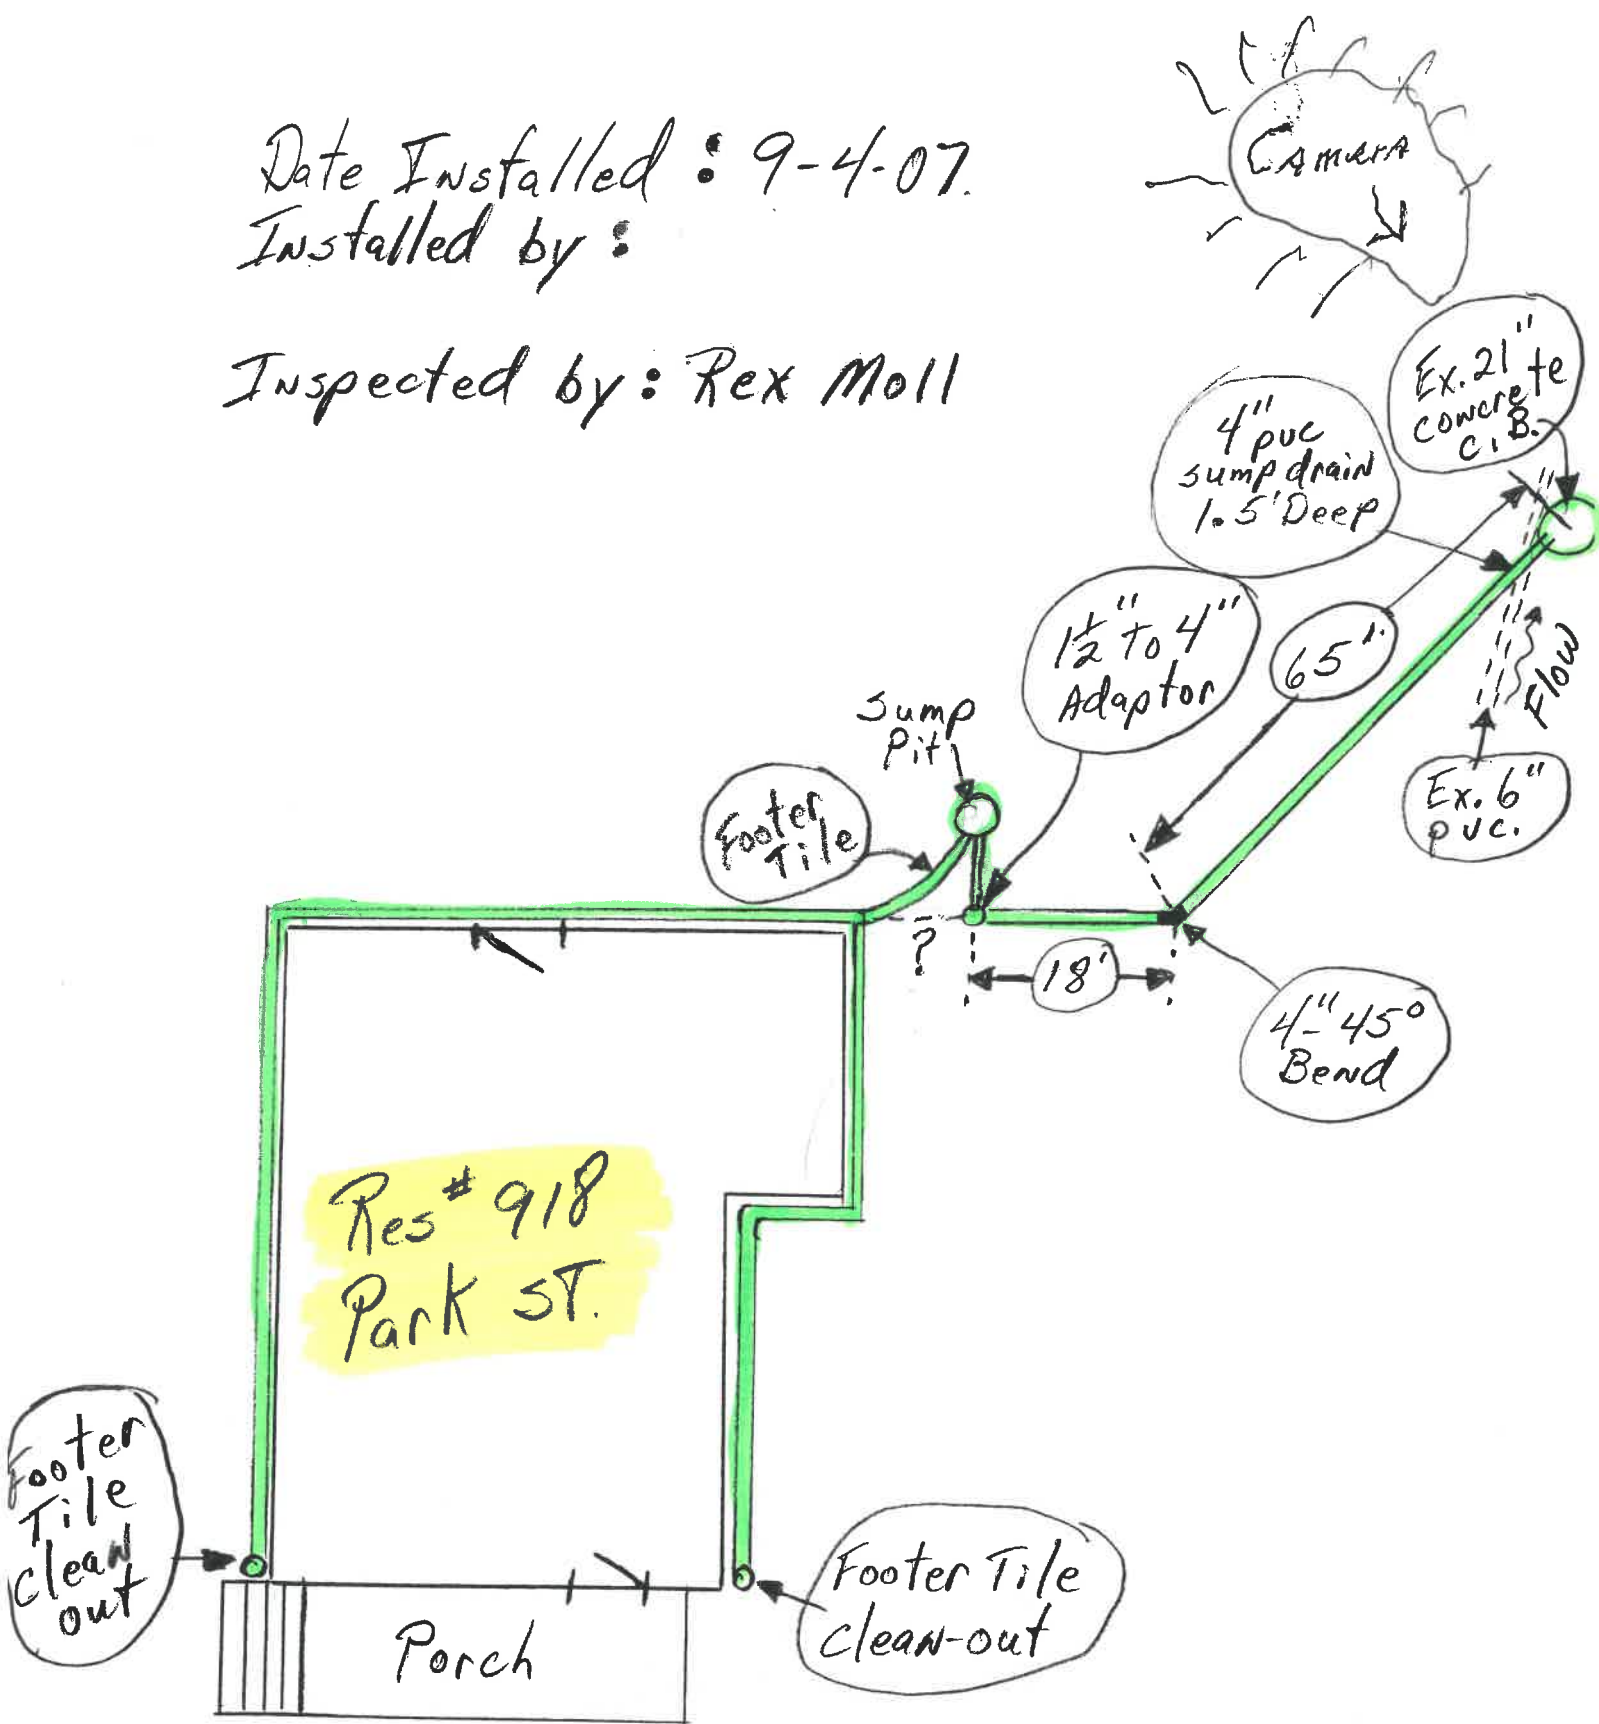 Date Installed : 9-4-07.
Installed by :
Inspected by : Rex Moll
CAMERA
Ex. 21"
concrete
C.B.
4"
pvc
sump drain
1.5' Deep
1½" To 4"
Adaptor
65'
Flow
Sump
Pit
Ex. 6"
pvc.
Footer
Tile
?
18'
4"-45°
Bend
Res # 918
Park ST.
Footer
Tile
clean
out
Footer Tile
clean-out
Porch